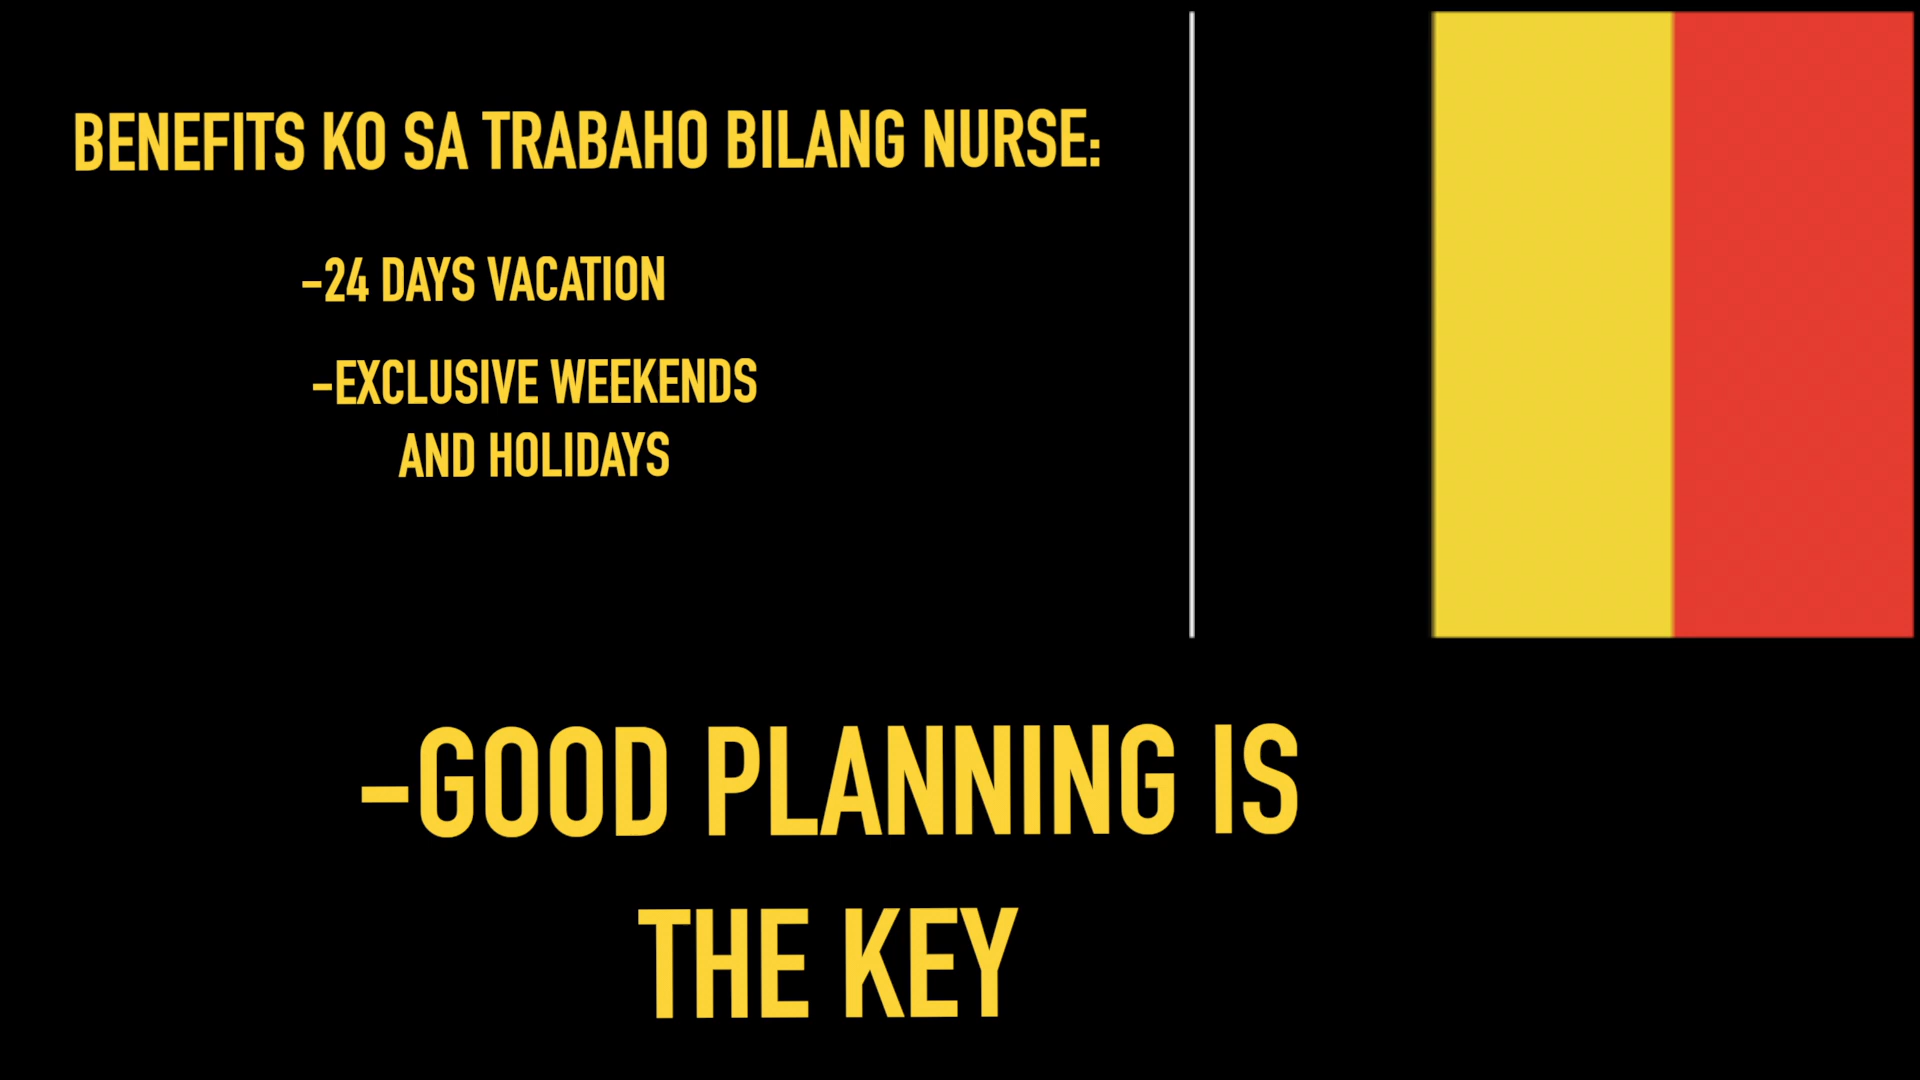 BENEFITS KO SA TRABAHO BILANG NURSE:
-24 DAYS VACATION
-EXCLUSIVE WEEKENDS
AND HOLIDAYS
-GOOD PLANNING IS
THE KEY